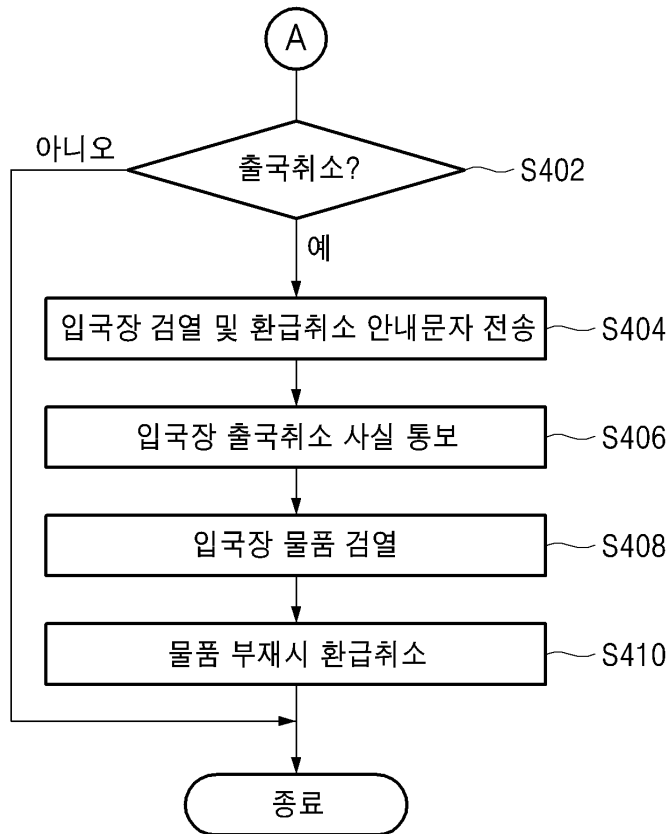 A
아니오
출국취소?
S402
예
입국장 검열 및 환급취소 안내문자 전송
S404
입국장 출국취소 사실 통보
S406
입국장 물품 검열
S408
물품 부재시 환급취소
S410
종료